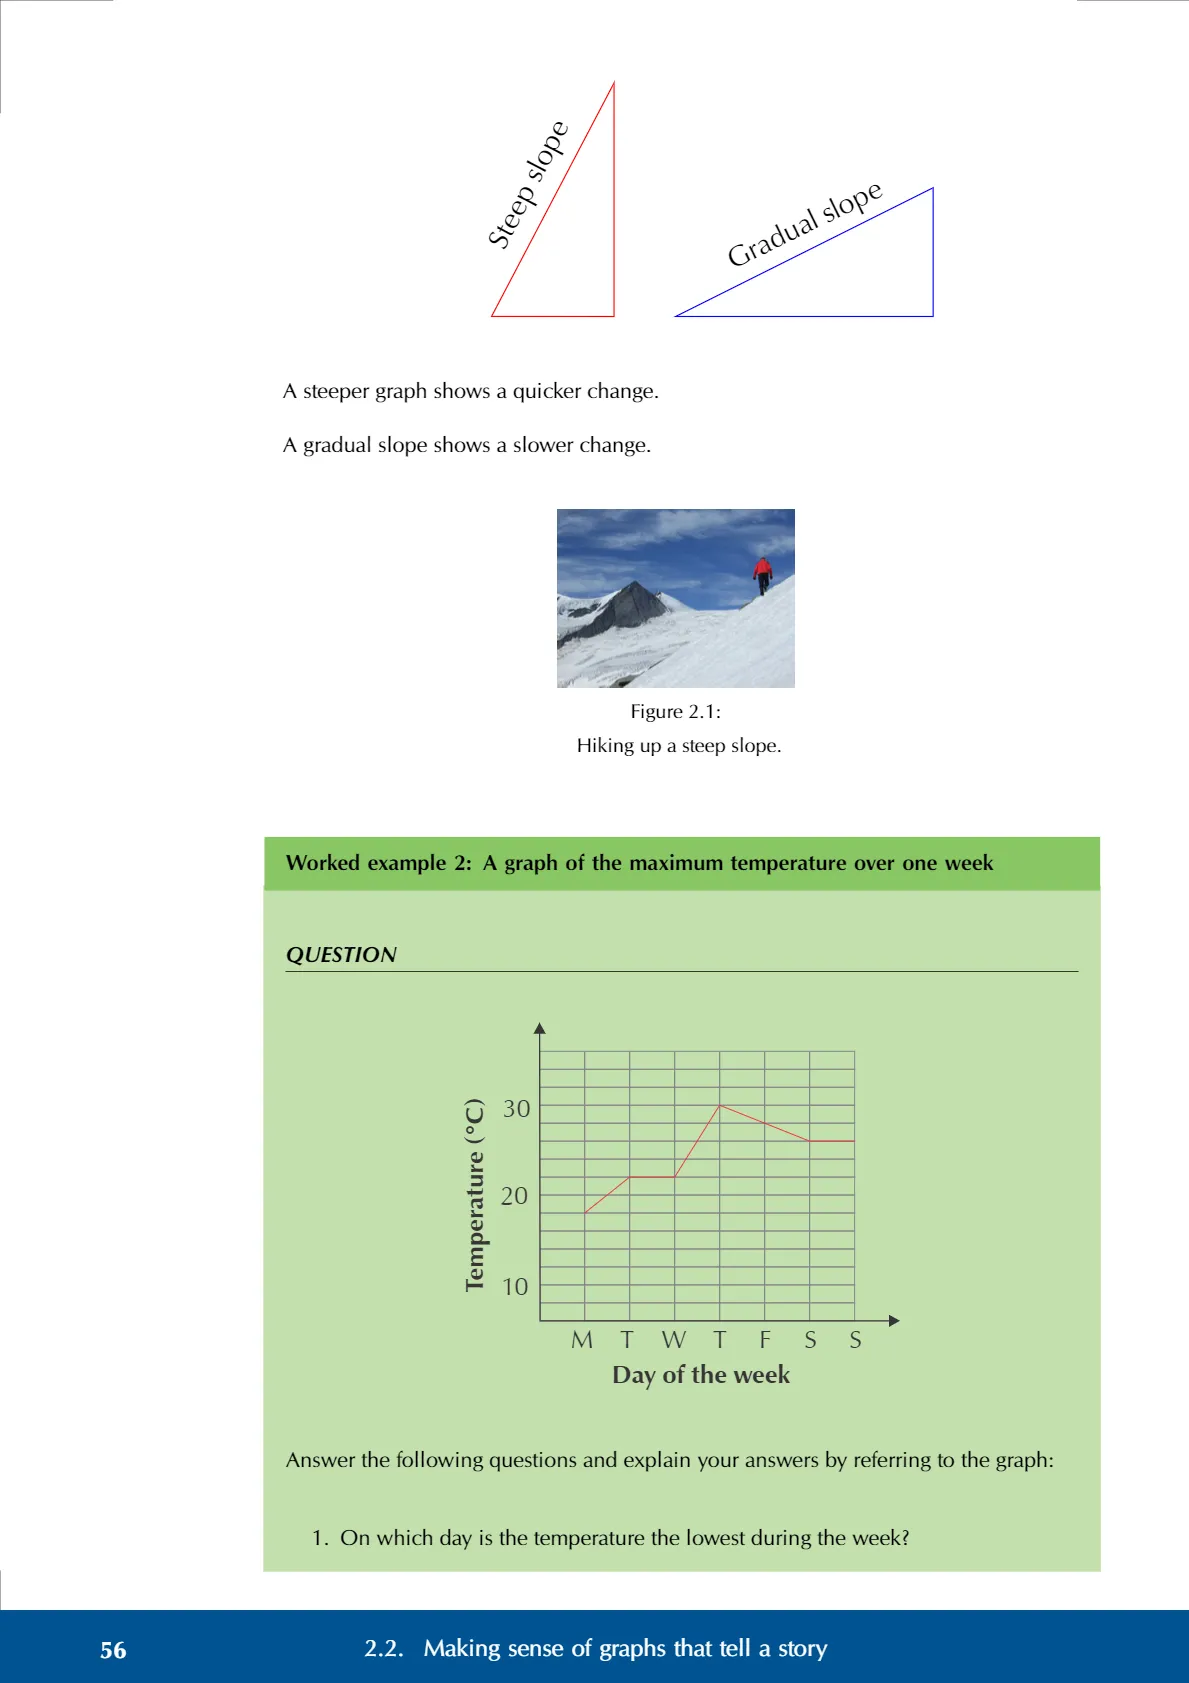 Steep slope
Gradual slope
A steeper graph shows a quicker change.
A gradual slope shows a slower change.
Figure 2.1:
Hiking up a steep slope.
Worked example 2: A graph of the maximum temperature over one week
QUESTION
Temperature (°C)
30
20
10
M T W T F S S
Day of the week
Answer the following questions and explain your answers by referring to the graph:
1. On which day is the temperature the lowest during the week?
56
2.2. Making sense of graphs that tell a story